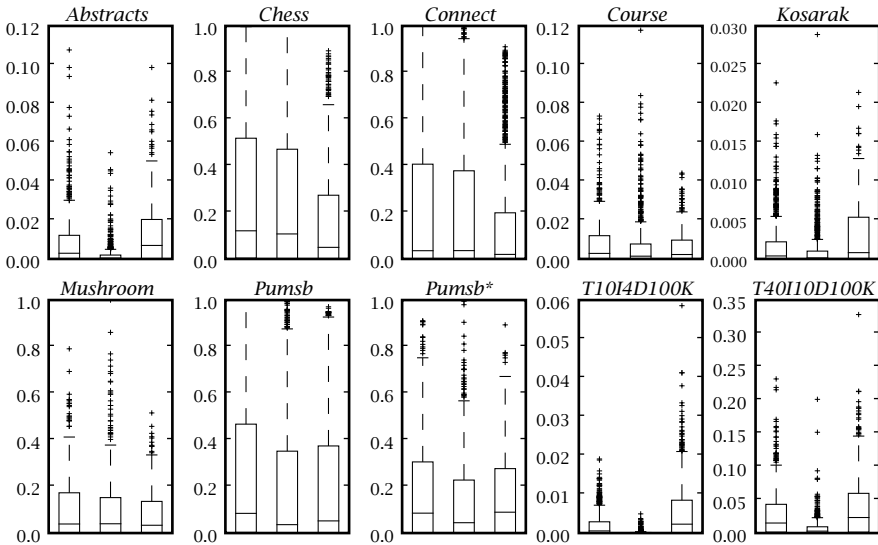 Abstracts Chess Connect Course Kosarak
0.12 1.0 1.0 0.12 0.030
0.10 0.8 0.8 0.10 0.025
0.08 0.6 0.6 0.08 0.020
0.06 0.06 0.015
0.04 0.4 0.4 0.04 0.010
0.02 0.2 0.2 0.02 0.005
0.00 0.0 0.0 0.00 0.000
Mushroom Pumsb Pumsb* T10I4D100K T40I10D100K
1.0 1.0 1.0 0.06 0.35
0.8 0.8 0.8 0.05 0.30
0.6 0.6 0.6 0.04 0.25
0.03 0.20
0.4 0.4 0.4 0.02 0.15
0.2 0.2 0.2 0.01 0.10
0.05
0.0 0.0 0.0 0.00 0.00